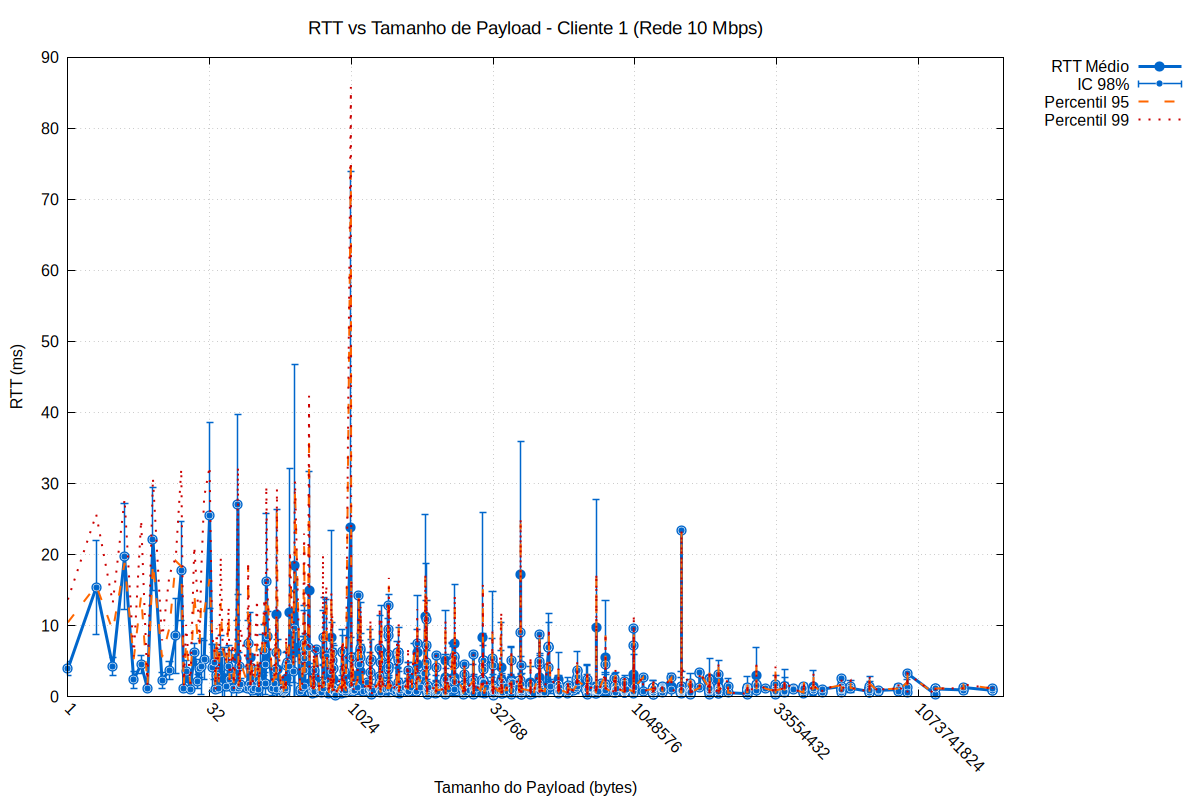 RTT vs Tamanho de Payload - Cliente 1 (Rede 10 Mbps)
RTT Médio
IC 98%
Percentil 95
Percentil 99
90
80
70
60
50
40
30
20
10
0
RTT (ms)
1
32
1024
32768
1048576
33554432
1073741824
Tamanho do Payload (bytes)